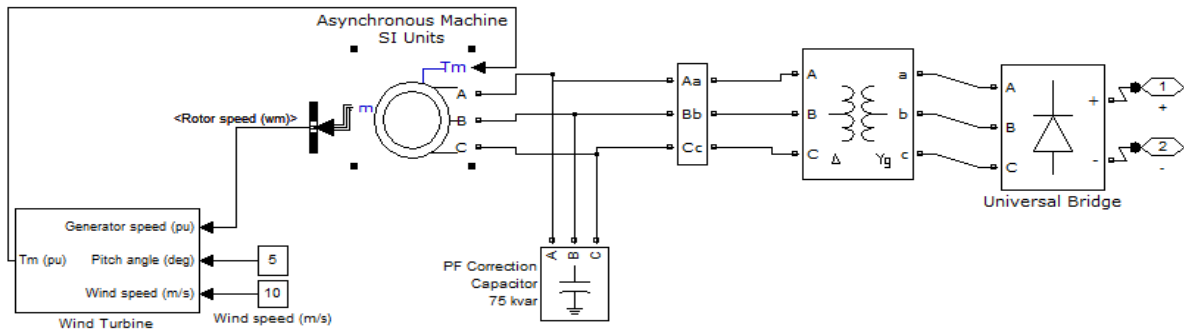 Asynchronous Machine
SI Units
Tm
m
A
B
C
<Rotor speed (wm)>
Aa
Bb
Cc
A
B
C
a
b
c
Δ
Yg
A
B
C
+
-
1
+
2
-
Universal Bridge
Generator speed (pu)
Tm (pu)
Pitch angle (deg)
Wind speed (m/s)
5
10
Wind Turbine
Wind speed (m/s)
A
B
C
PF Correction
Capacitor
75 kvar